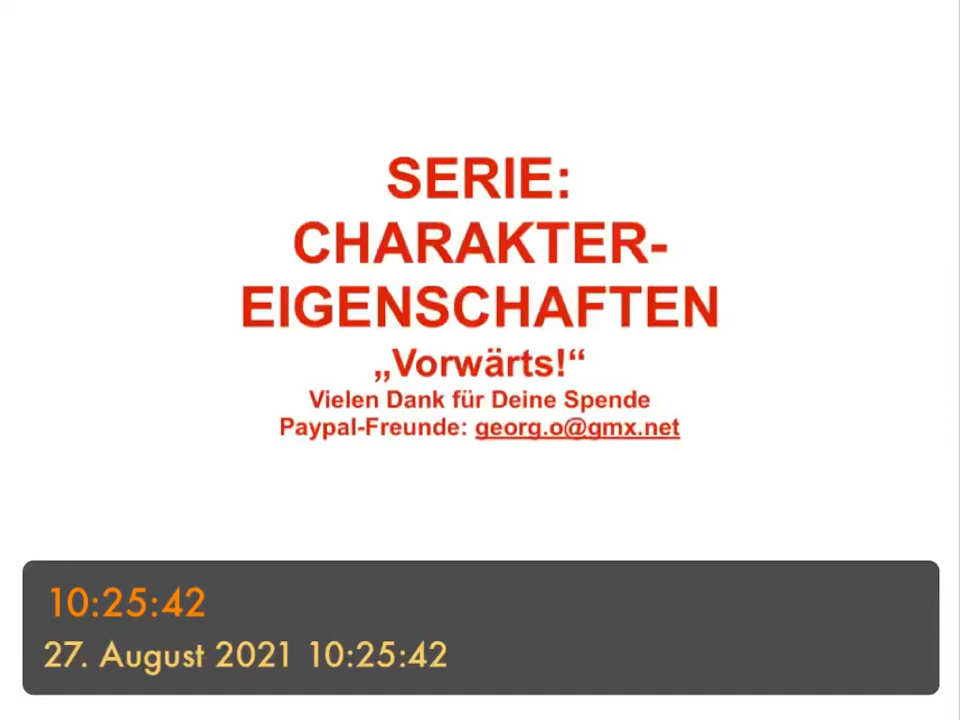 SERIE:
CHARAKTER-
EIGENSCHAFTEN
„Vorwärts!“
Vielen Dank für Deine Spende
Paypal-Freunde: georg.o@gmx.net
10:25:42
27. August 2021 10:25:42